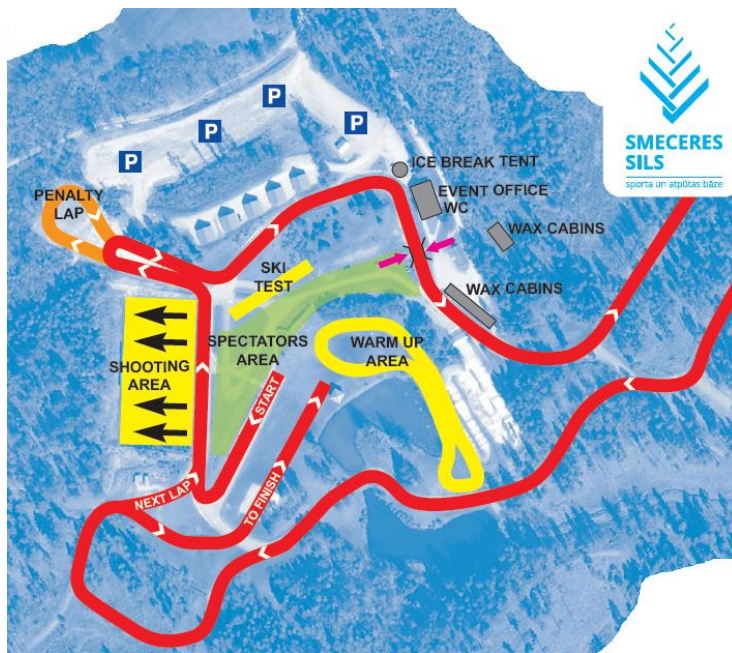 SMECERES
SILS
sporta un atpūtas bāze
P
P
P
P
ICE BREAK TENT
PENALTY
LAP
EVENT OFFICE
WC
WAX CABINS
SKI
TEST
WAX CABINS
SPECTATORS
AREA
WARM UP
AREA
SHOOTING
AREA
START
NEXT LAP
TO FINISH